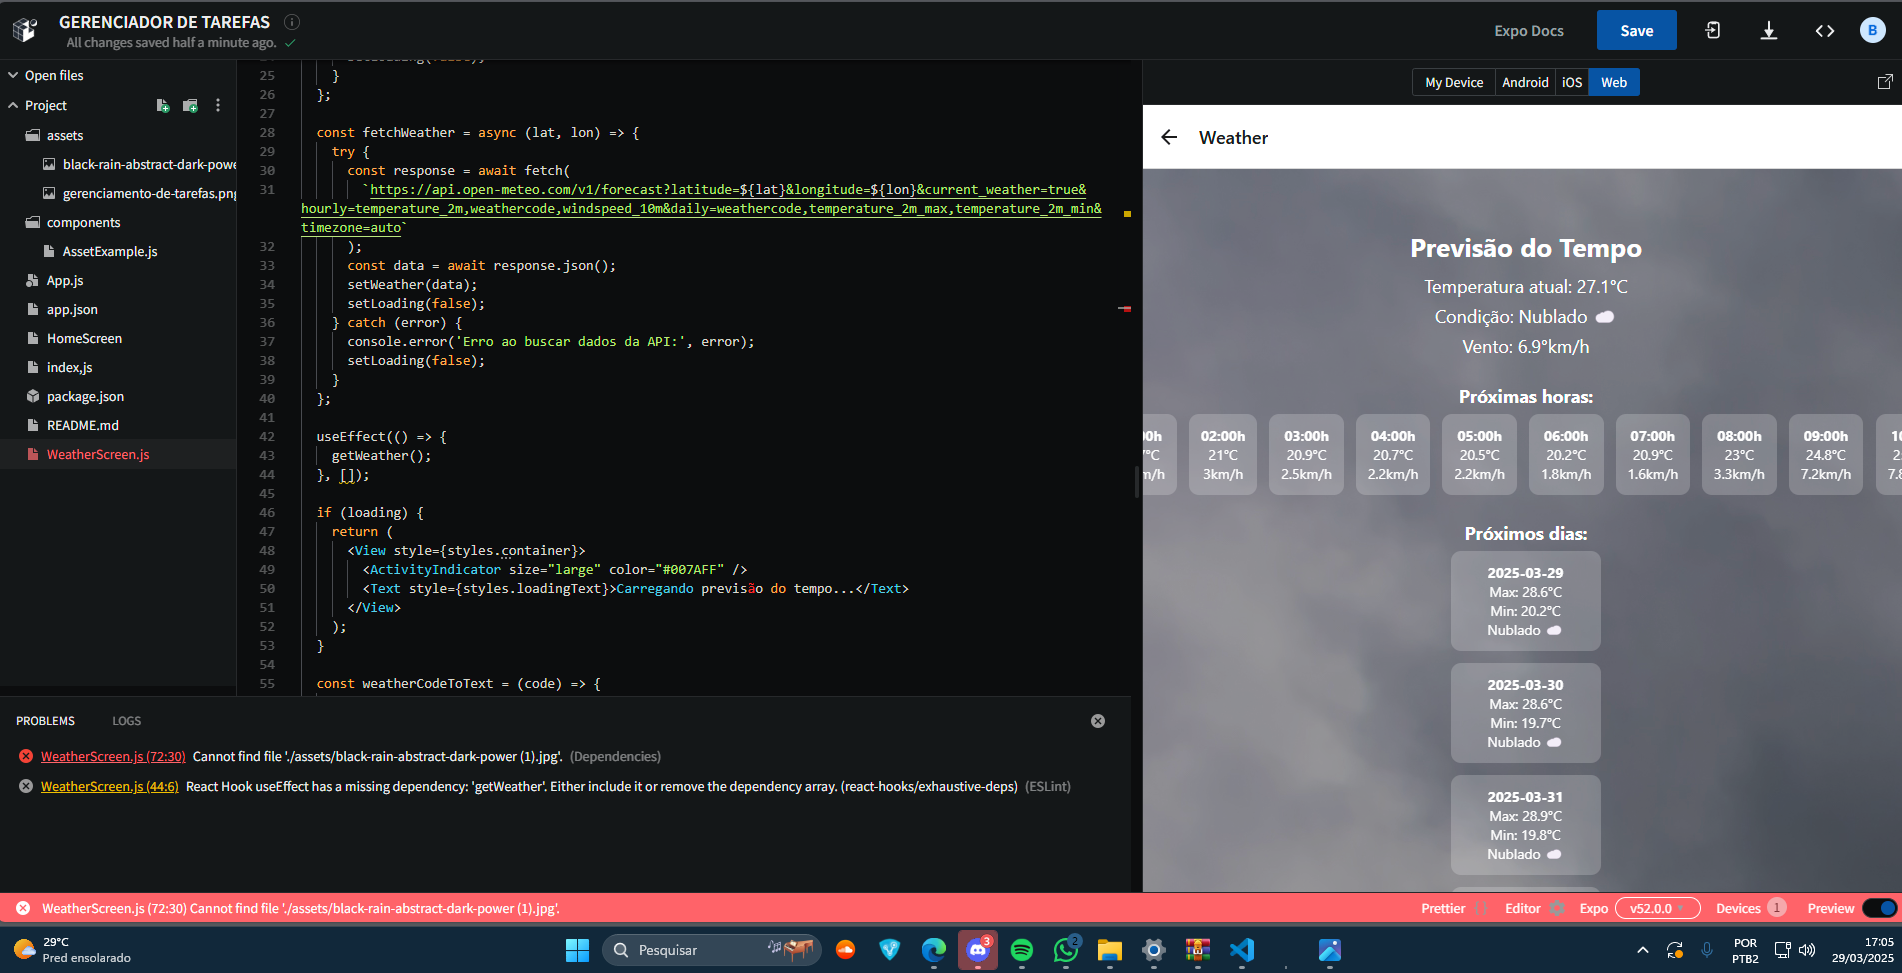 GERENCIADOR DE TAREFAS
All changes saved half a minute ago.
Expo Docs
Save
B
Open files
Project
assets
black-rain-abstract-dark-powe
gerenciamento-de-tarefas.png
components
AssetExample.js
App.js
app.json
HomeScreen
index,js
package.json
README.md
WeatherScreen.js
25 }
26 };
27
28 const fetchWeather = async (lat, lon) => {
29 try {
30 const response = await fetch(
31 `https://api.open-meteo.com/v1/forecast?latitude=${lat}&longitude=${lon}&current_weather=true&
hourly=temperature_2m,weathercode,windspeed_10m&daily=weathercode,temperature_2m_max,temperature_2m_min&
timezone=auto`
32 );
33 const data = await response.json();
34 setWeather(data);
35 setLoading(false);
36 } catch (error) {
37 console.error('Erro ao buscar dados da API:', error);
38 setLoading(false);
39 }
40 };
41
42 useEffect(() => {
43 getWeather();
44 }, []);
45
46 if (loading) {
47 return (
48 <View style={styles.container}>
49 <ActivityIndicator size="large" color="#007AFF" />
50 <Text style={styles.loadingText}>Carregando previsão do tempo...</Text>
51 </View>
52 );
53 }
54
55 const weatherCodeToText = (code) => {
My Device Android iOS Web
Weather
Previsão do Tempo
Temperatura atual: 27.1°C
Condição: Nublado
Vento: 6.9°km/h
Próximas horas:
02:00h 03:00h 04:00h 05:00h 06:00h 07:00h 08:00h 09:00h
21°C 20.9°C 20.7°C 20.5°C 20.2°C 20.9°C 23°C 24.8°C
3km/h 2.5km/h 2.2km/h 2.2km/h 1.8km/h 1.6km/h 3.3km/h 7.2km/h
Próximos dias:
2025-03-29
Max: 28.6°C
Min: 20.2°C
Nublado
2025-03-30
Max: 28.6°C
Min: 19.7°C
Nublado
2025-03-31
Max: 28.9°C
Min: 19.8°C
Nublado
PROBLEMS LOGS
WeatherScreen.js (72:30) Cannot find file './assets/black-rain-abstract-dark-power (1).jpg'. (Dependencies)
WeatherScreen.js (44:6) React Hook useEffect has a missing dependency: 'getWeather'. Either include it or remove the dependency array. (react-hooks/exhaustive-deps) (ESLint)
WeatherScreen.js (72:30) Cannot find file './assets/black-rain-abstract-dark-power (1).jpg'.
Prettier { } Editor Expo v52.0.0 Devices 1 Preview
29°C
Pred ensolarado
Pesquisar
3
2
POR
PTB2
17:05
29/03/2025